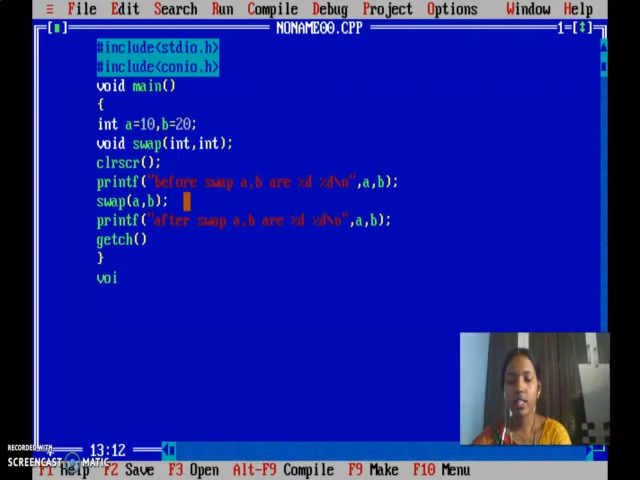 ≡ File Edit Search Run Compile Debug Project Options Window Help
[■] NONAME00.CPP 1=[↕]
#include<stdio.h>
#include<conio.h>
void main()
{
int a=10,b=20;
void swap(int,int);
clrscr();
printf("before swap a,b are %d %d\n",a,b);
swap(a,b);
printf("after swap a,b are %d %d\n",a,b);
getch()
}
voi
13:12
F1 Help F2 Save F3 Open Alt-F9 Compile F9 Make F10 Menu
RECORDED WITH
SCREENCAST MATIC